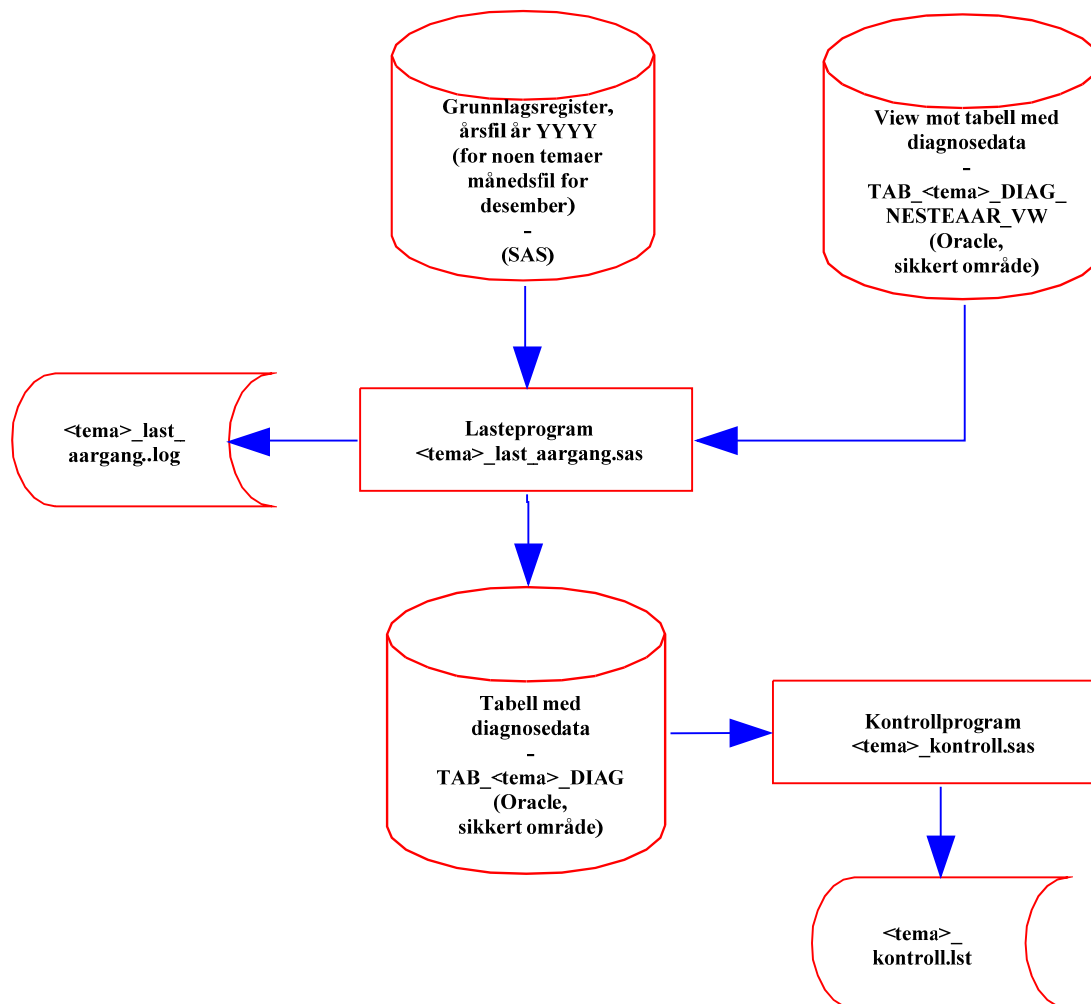 Grunnlagsregister,
årsfil år YYYY
(for noen temaer
månedsfil for
desember)
-
(SAS)
View mot tabell med
diagnosedata
-
TAB_<tema>_DIAG_
NESTEAAR_VW
(Oracle,
sikkert område)
<tema>_last_
aargang..log
Lasteprogram
<tema>_last_aargang.sas
Tabell med
diagnosedata
-
TAB_<tema>_DIAG
(Oracle,
sikkert område)
Kontrollprogram
<tema>_kontroll.sas
<tema>_
kontroll.lst